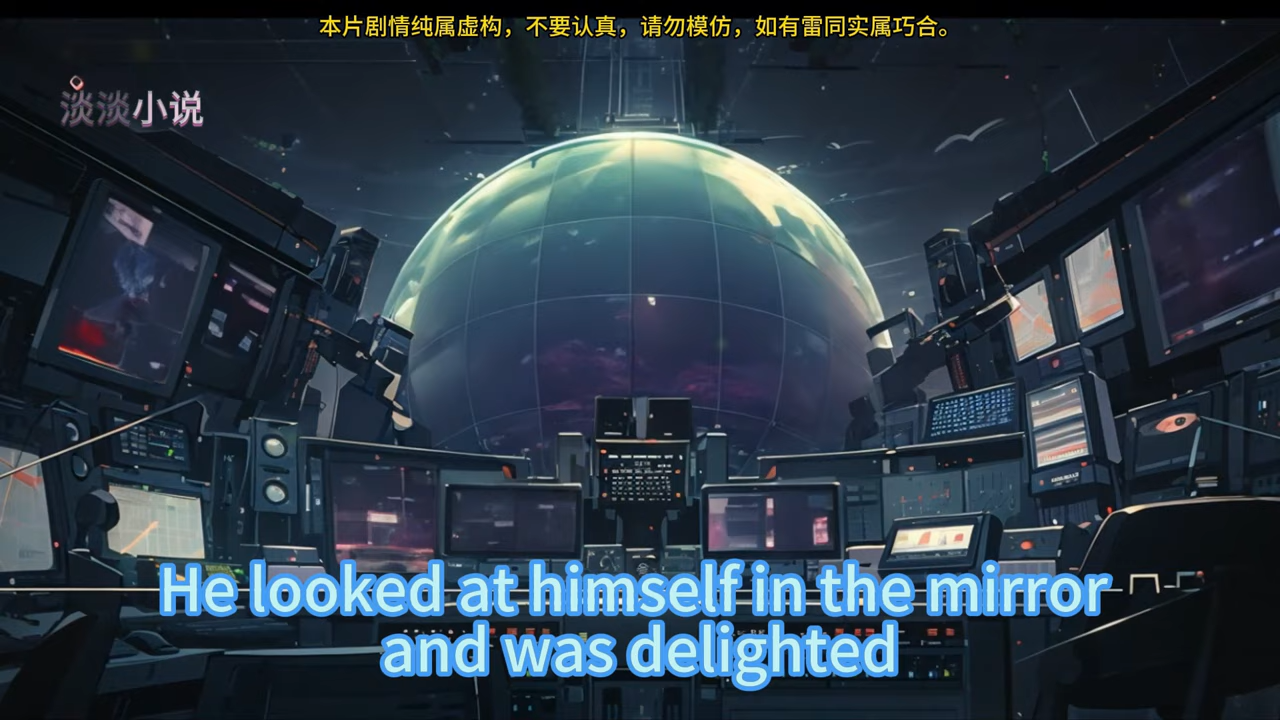 本片剧情纯属虚构，不要认真，请勿模仿，如有雷同实属巧合。
淡淡小说
He looked at himself in the mirror
and was delighted